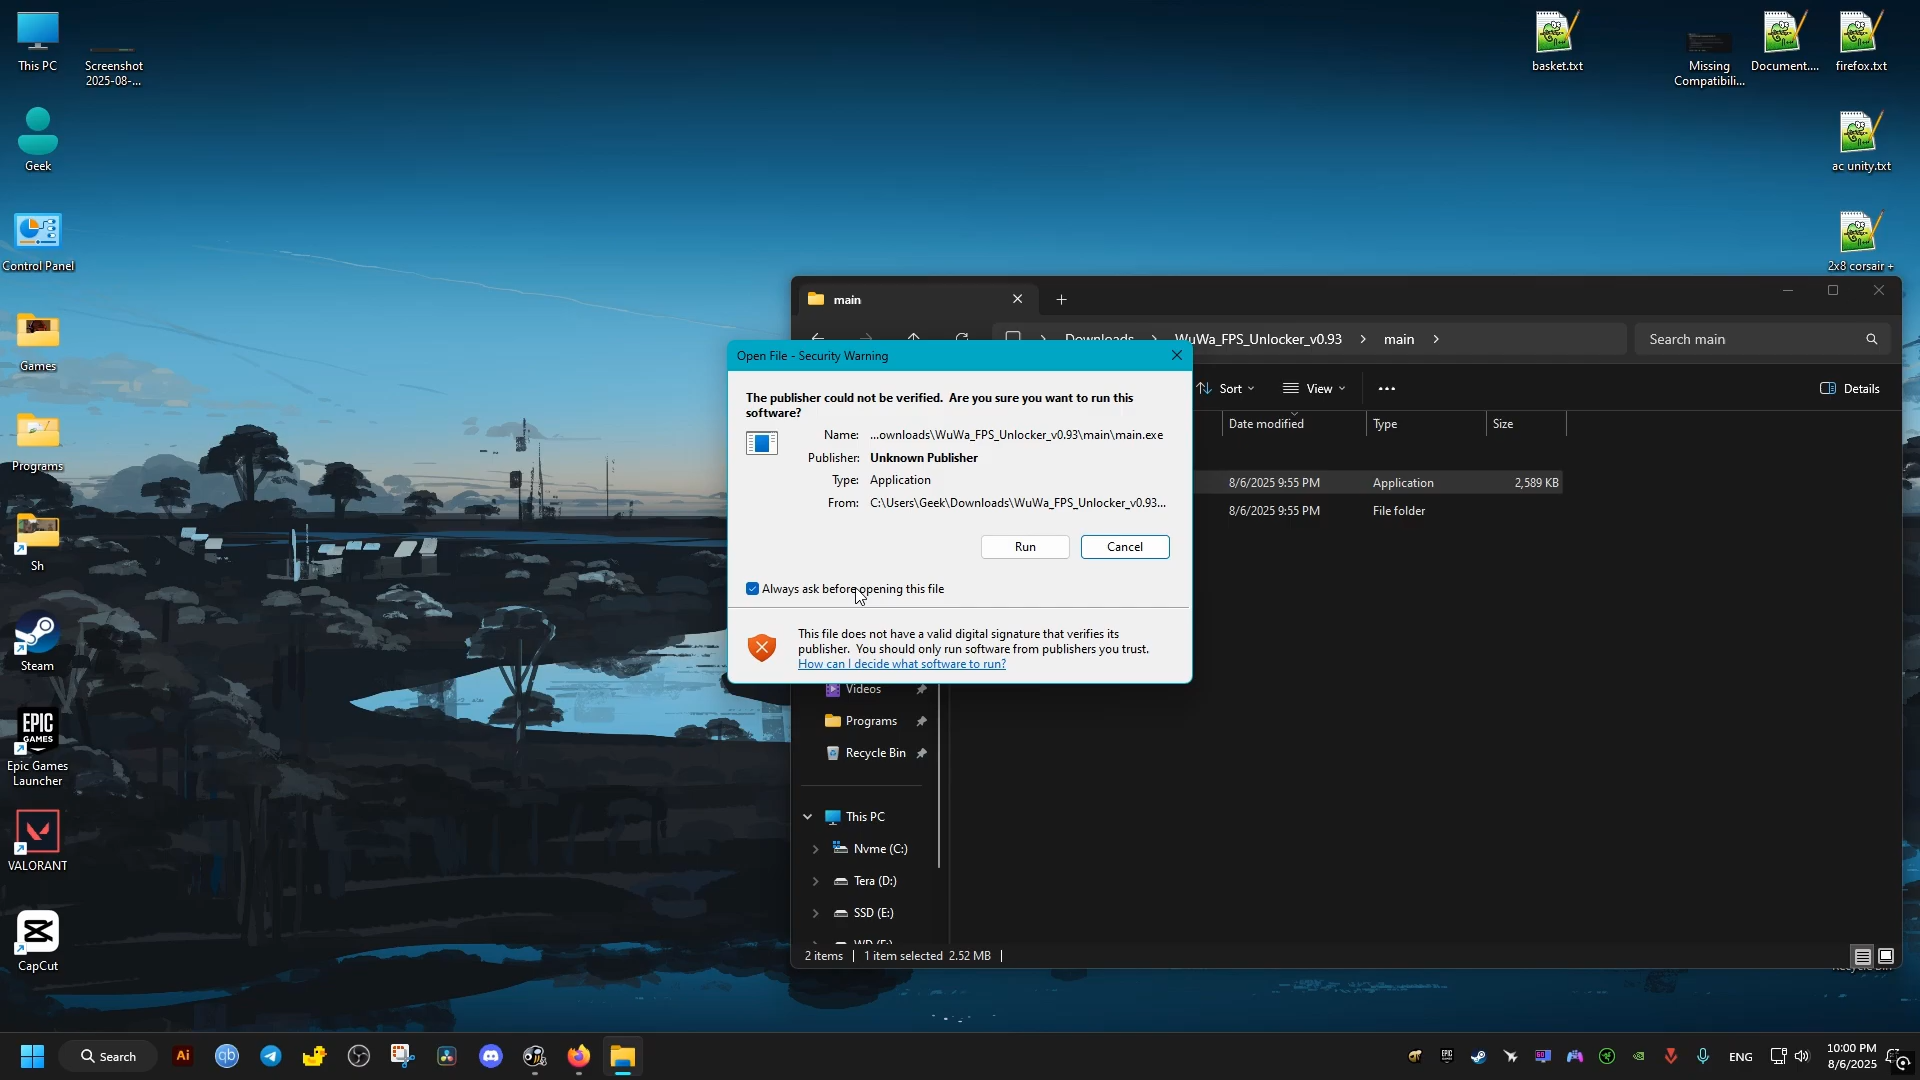 This PC
Screenshot
2025-08-...
Geek
Control Panel
Games
Programs
Sh
Steam
EPIC
GAMES
Epic Games
Launcher
VALORANT
CapCut
basket.txt
Missing
Compatibili...
Document....
firefox.txt
ac unity.txt
2x8 corsair +
main
Downloads
WuWa_FPS_Unlocker_v0.93
main
Search main
Sort
View
Details
Date modified
Type
Size
8/6/2025 9:55 PM
Application
2,589 KB
8/6/2025 9:55 PM
File folder
Open File - Security Warning
The publisher could not be verified.  Are you sure you want to run this
software?
Name: ...ownloads\WuWa_FPS_Unlocker_v0.93\main\main.exe
Publisher: Unknown Publisher
Type: Application
From: C:\Users\Geek\Downloads\WuWa_FPS_Unlocker_v0.93...
Run
Cancel
Always ask before opening this file
This file does not have a valid digital signature that verifies its
publisher.  You should only run software from publishers you trust.
How can I decide what software to run?
Videos
Programs
Recycle Bin
This PC
Nvme (C:)
Tera (D:)
SSD (E:)
2 items
1 item selected  2.52 MB
Search
Ai
qb
ENG
10:00 PM
8/6/2025